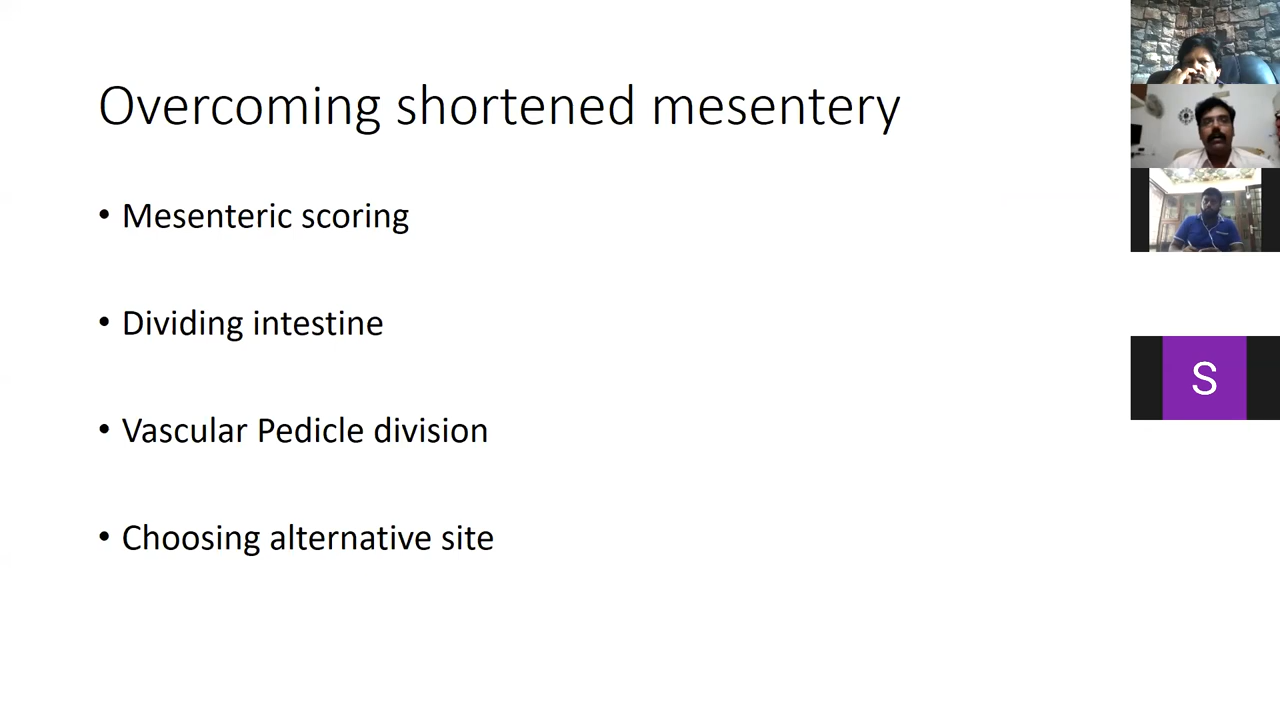 Overcoming shortened mesentery
• Mesenteric scoring
• Dividing intestine
• Vascular Pedicle division
• Choosing alternative site
S